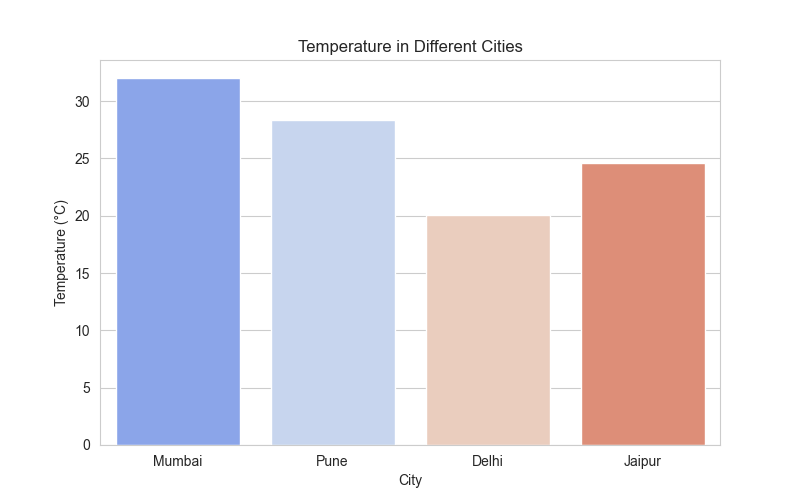 Temperature in Different Cities
Temperature (°C)
30
25
20
15
10
5
0
Mumbai Pune Delhi Jaipur
City